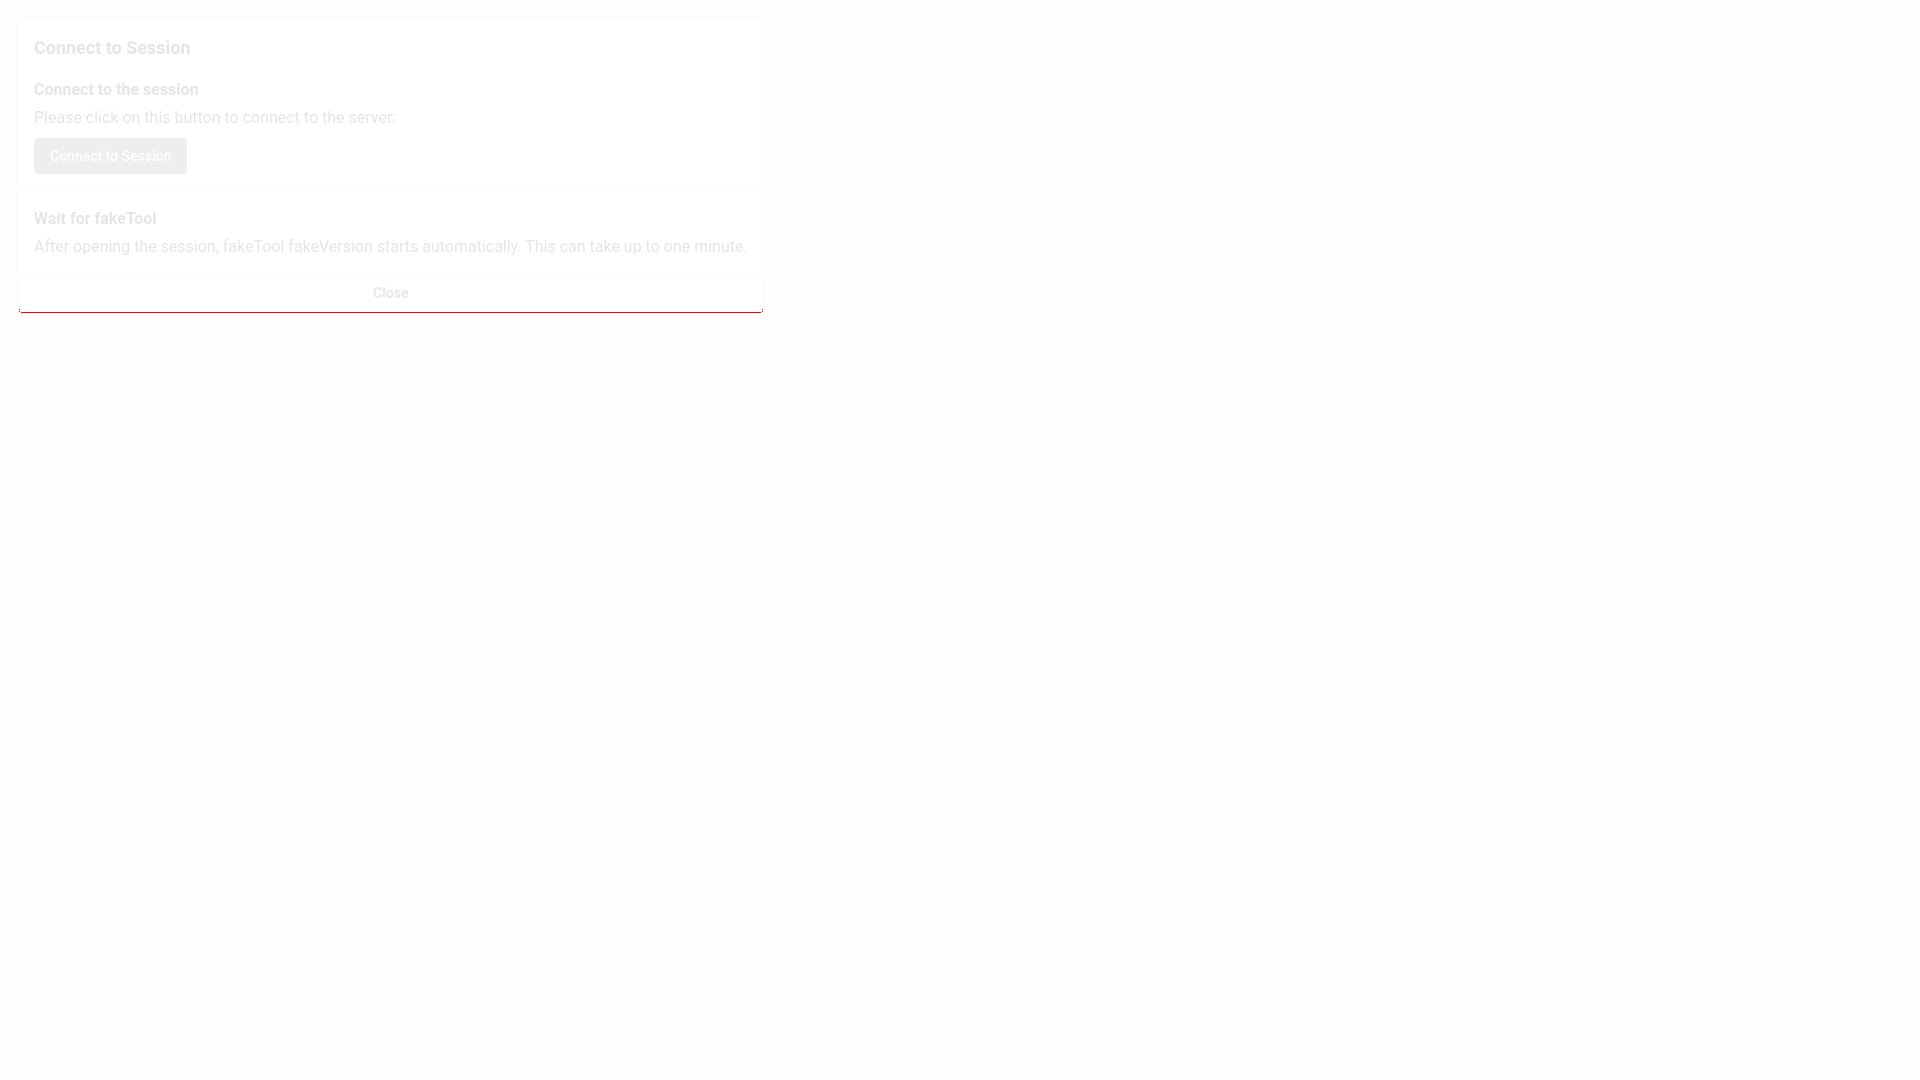 Connect to Session
Connect to the session
Please click on this button to connect to the server:
Connect to Session
Wait for fakeTool
After opening the session, fakeTool fakeVersion starts automatically. This can take up to one minute.
Close